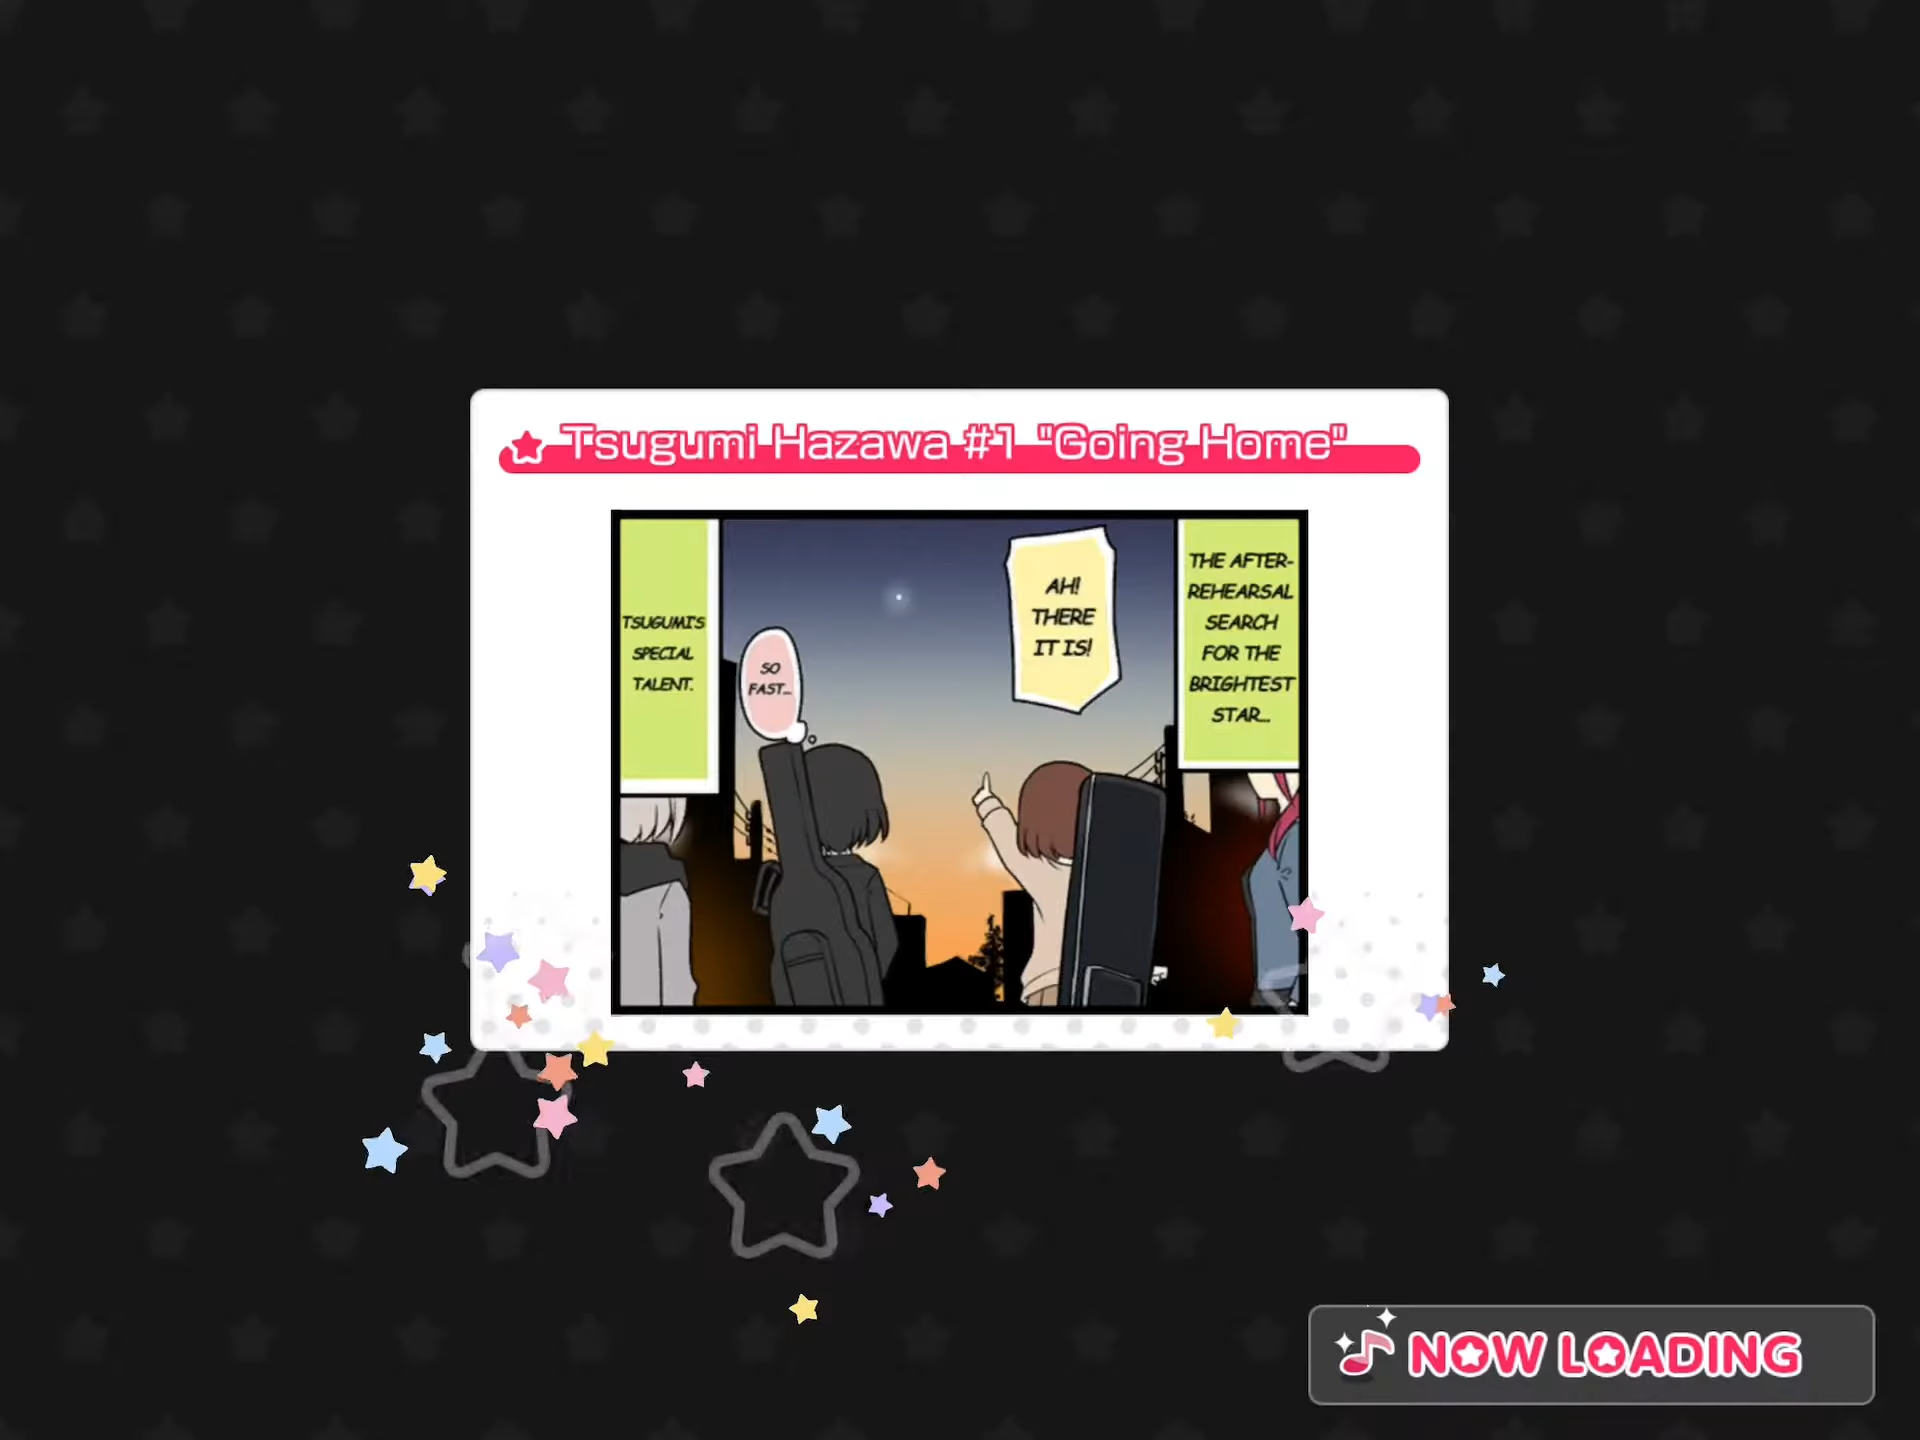 Tsugumi Hazawa #1 "Going Home"
THE AFTER-
REHEARSAL
SEARCH
FOR THE
BRIGHTEST
STAR...
AH!
THERE
IT IS!
SO
FAST...
TSUGUMI'S
SPECIAL
TALENT.
NOW LOADING